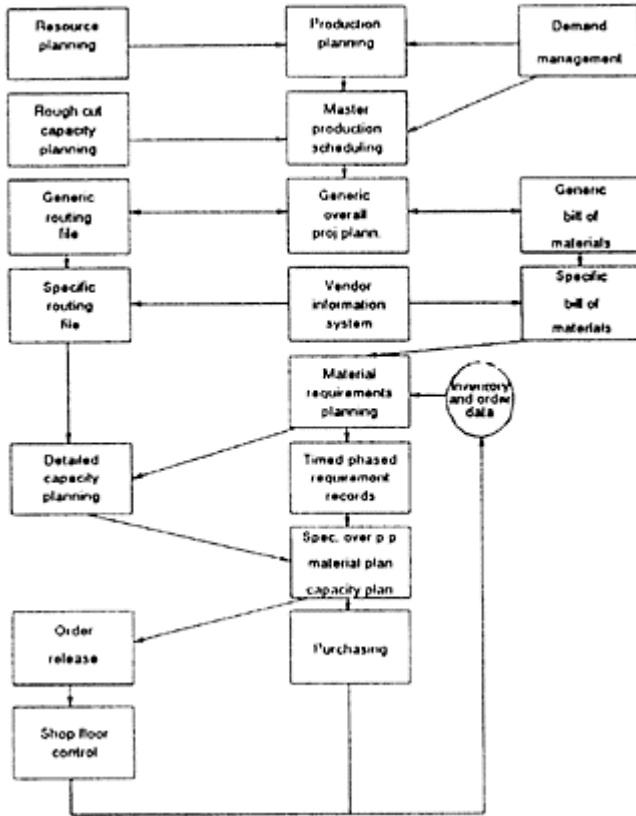 Resource
planning
Production
planning
Demand
management
Rough cut
capacity
planning
Master
production
scheduling
Generic
routing
file
Generic
overall
proj plann.
Generic
bill of
materials
Specific
routing
file
Vendor
information
system
Specific
bill of
materials
Material
requirements
planning
Inventory
and order
data
Detailed
capacity
planning
Timed phased
requirement
records
Spec. over p p
material plan
capacity plan
Order
release
Purchasing
Shop floor
control